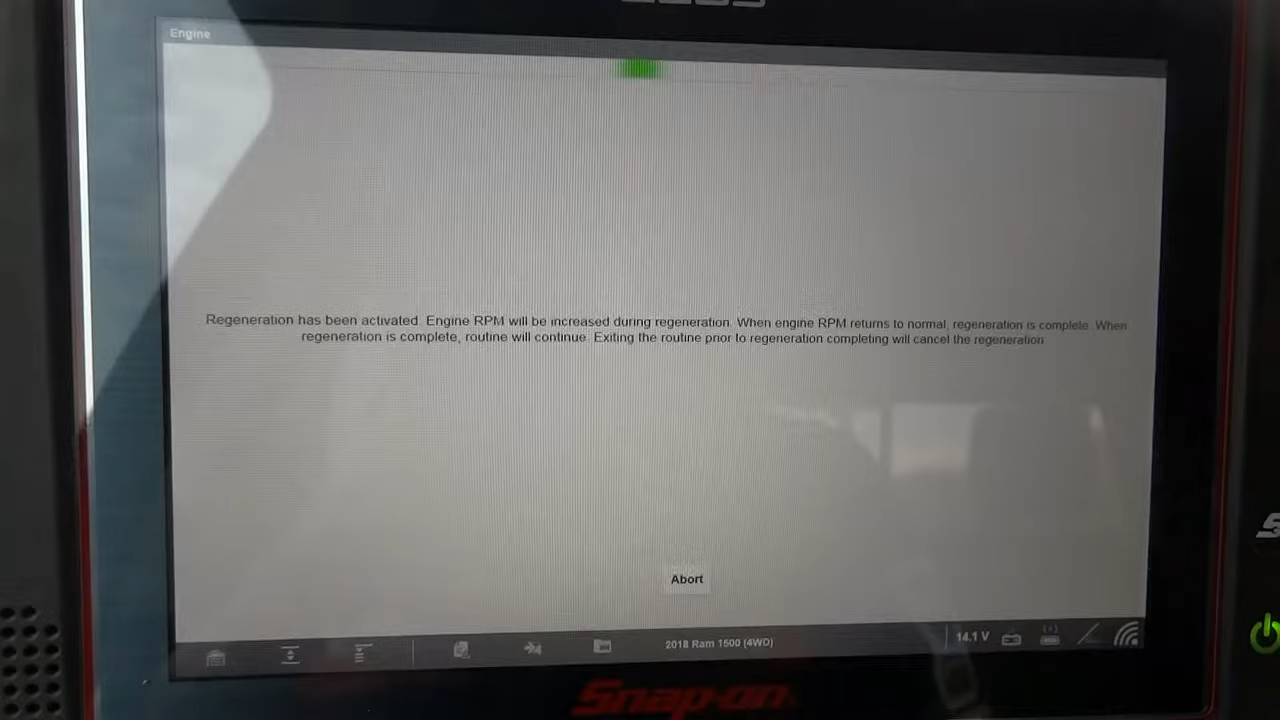 Engine
Regeneration has been activated. Engine RPM will be increased during regeneration. When engine RPM returns to normal, regeneration is complete. When
regeneration is complete, routine will continue. Exiting the routine prior to regeneration completing will cancel the regeneration
Abort
2018 Ram 1500 (4WD)
14.1 V
Snap-on